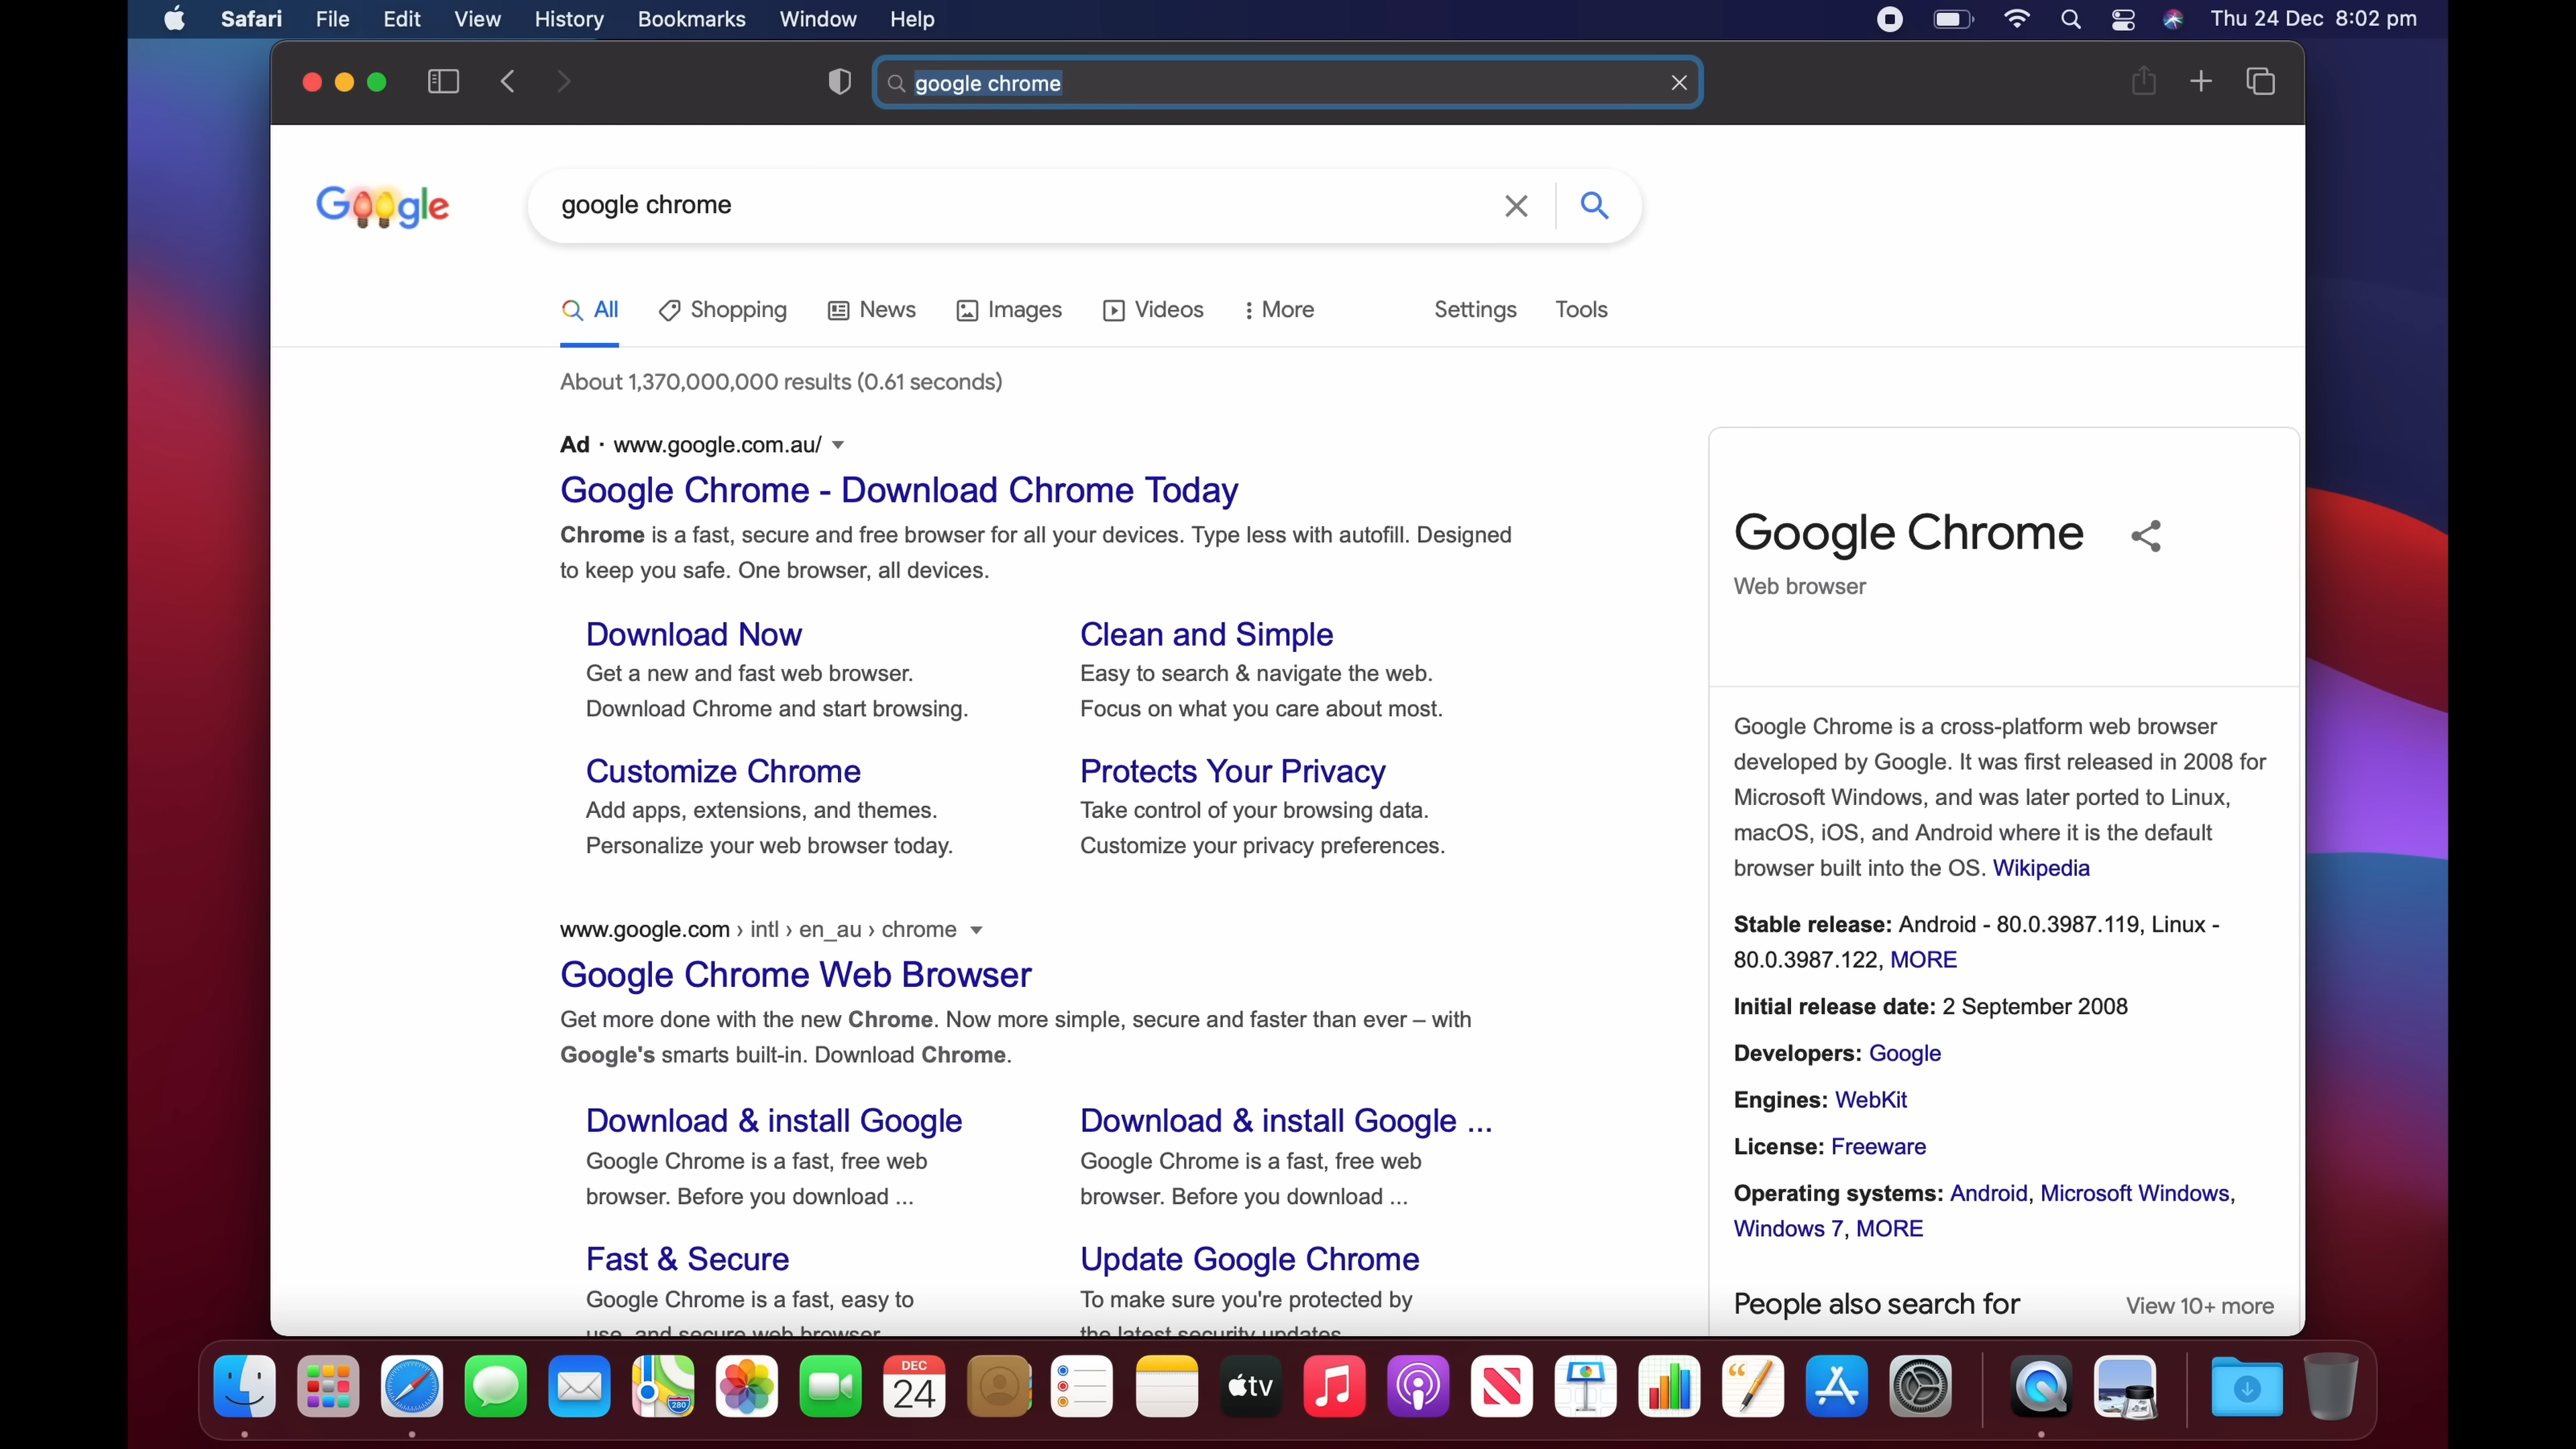 Safari File Edit View History Bookmarks Window Help Thu 24 Dec 8:02 pm
google chrome
Google
google chrome
All Shopping News Images Videos More Settings Tools
About 1,370,000,000 results (0.61 seconds)
Ad · www.google.com.au/
Google Chrome - Download Chrome Today
Chrome is a fast, secure and free browser for all your devices. Type less with autofill. Designed
to keep you safe. One browser, all devices.
Download Now
Get a new and fast web browser.
Download Chrome and start browsing.
Clean and Simple
Easy to search & navigate the web.
Focus on what you care about most.
Customize Chrome
Add apps, extensions, and themes.
Personalize your web browser today.
Protects Your Privacy
Take control of your browsing data.
Customize your privacy preferences.
www.google.com › intl › en_au › chrome
Google Chrome Web Browser
Get more done with the new Chrome. Now more simple, secure and faster than ever – with
Google's smarts built-in. Download Chrome.
Download & install Google
Google Chrome is a fast, free web
browser. Before you download ...
Download & install Google ...
Google Chrome is a fast, free web
browser. Before you download ...
Fast & Secure
Google Chrome is a fast, easy to
use, and secure web browser
Update Google Chrome
To make sure you're protected by
the latest security updates
Google Chrome
Web browser
Google Chrome is a cross-platform web browser
developed by Google. It was first released in 2008 for
Microsoft Windows, and was later ported to Linux,
macOS, iOS, and Android where it is the default
browser built into the OS. Wikipedia
Stable release: Android - 80.0.3987.119, Linux -
80.0.3987.122, MORE
Initial release date: 2 September 2008
Developers: Google
Engines: WebKit
License: Freeware
Operating systems: Android, Microsoft Windows,
Windows 7, MORE
People also search for View 10+ more
280
DEC
24
tv